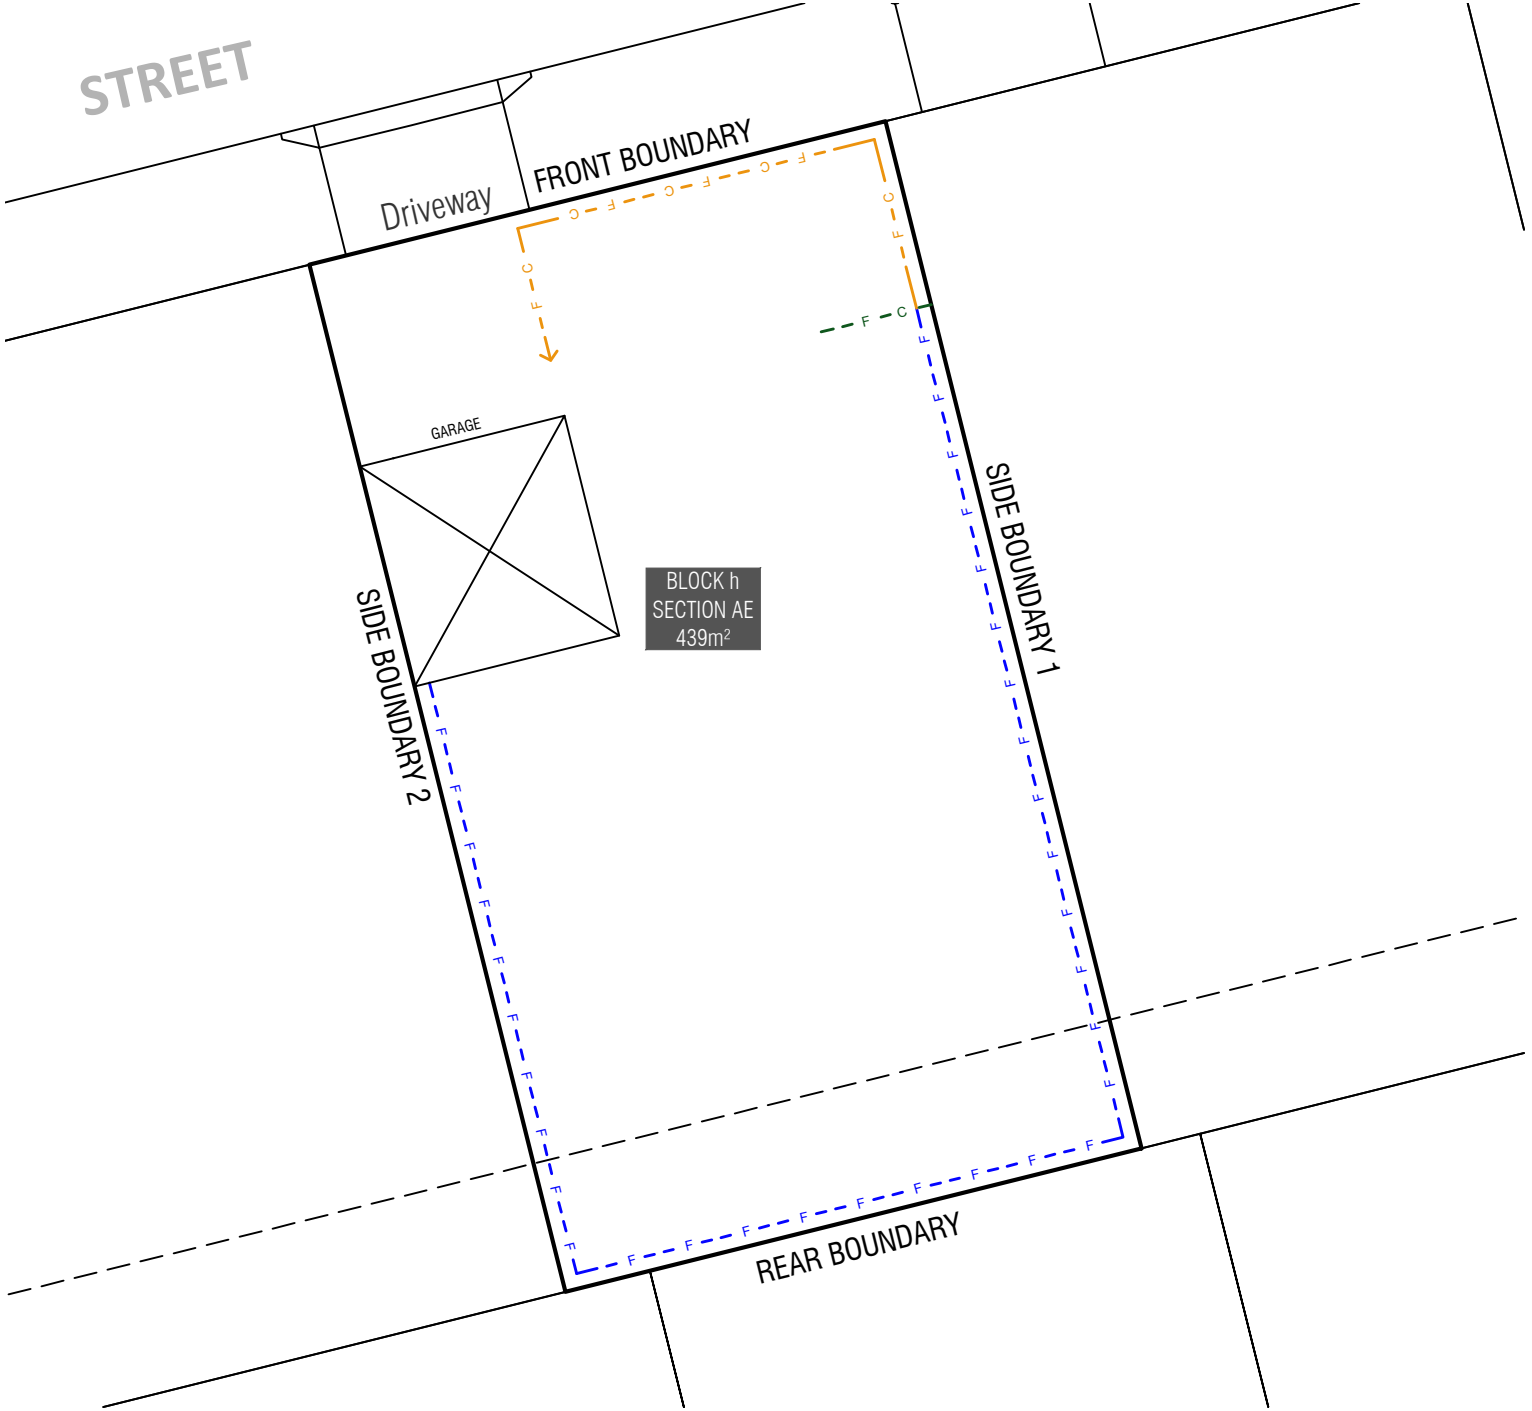 STREET
FRONT BOUNDARY
Driveway
C F C F C F
C F
C F
F C
GARAGE
SIDE BOUNDARY 1
BLOCK h
SECTION AE
439m²
SIDE BOUNDARY 2
F F F F F F F F F F F F F F
F F F F F F F F F F
F F F F F F F F F
REAR BOUNDARY